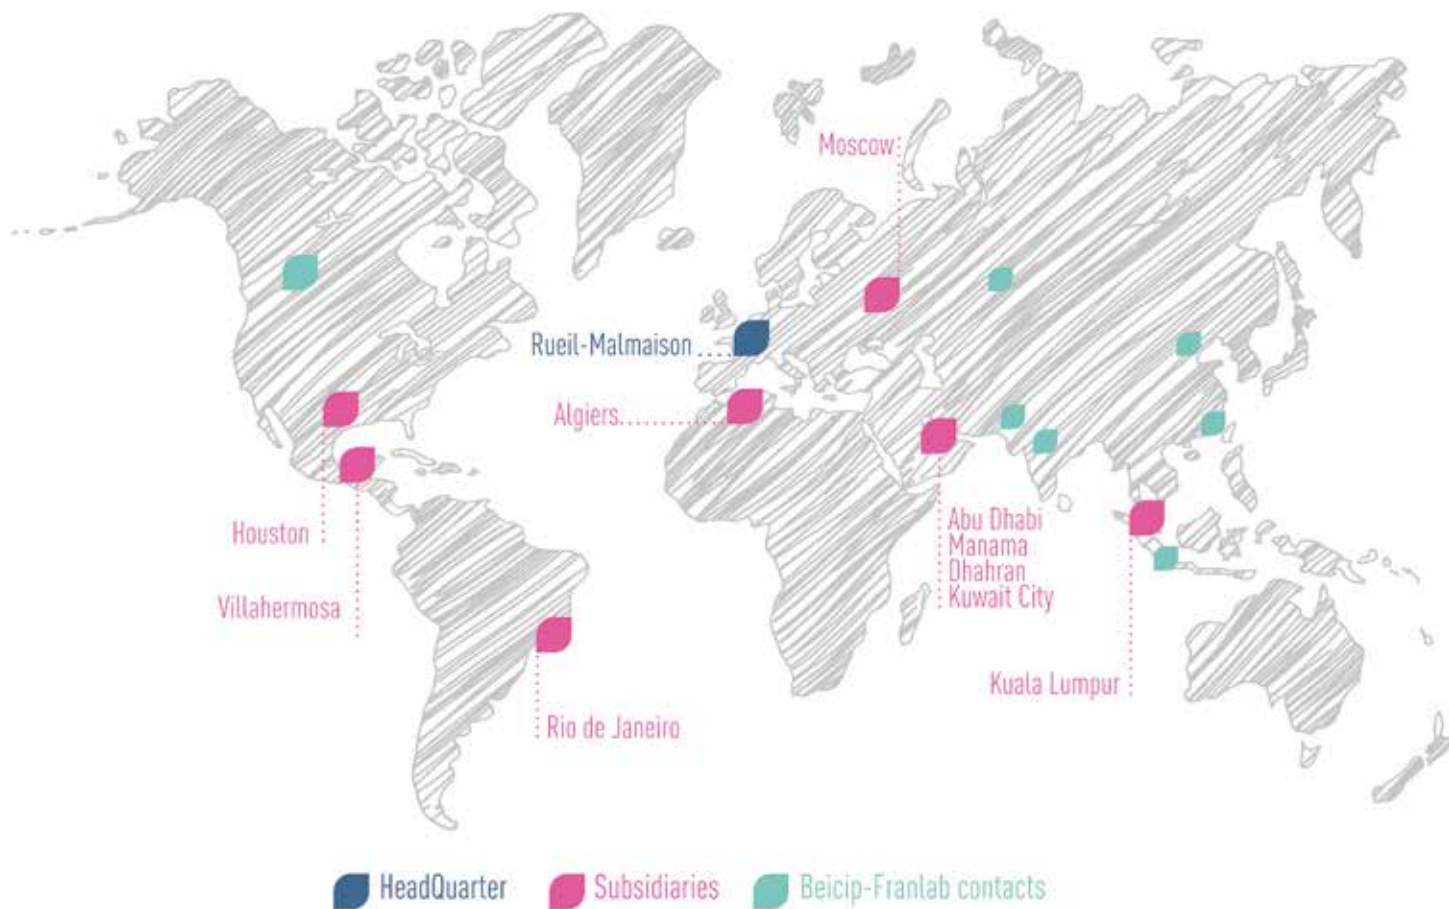 Moscow
Rueil-Malmaison
Algiers
Houston
Abu Dhabi
Manama
Dhahran
Kuwait City
Villahermosa
Kuala Lumpur
Rio de Janeiro
HeadQuarter
Subsidiaries
Beicip-Franlab contacts